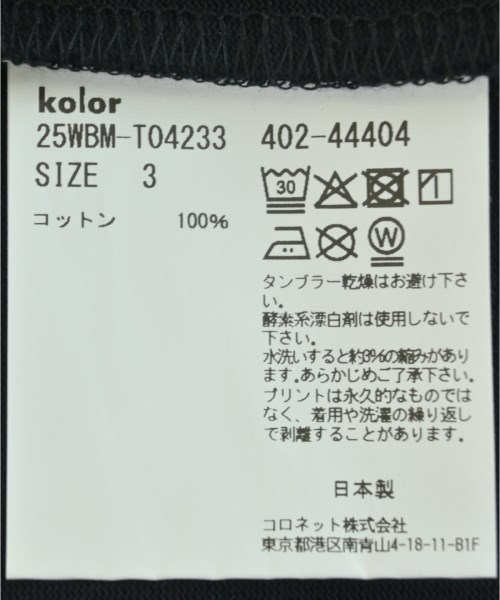 kolor
25WBM-T04233 402-44404
SIZE 3
コットン 100%
30
W
タンブラー乾燥はお避け下さ
い。
酵素系漂白剤は使用しないで
下さい。
水洗いすると約3%の縮みがあり
ます。あらかじめご了承下さい。
プリントは永久的なものでは
なく、着用や洗濯の繰り返し
で剥離することがあります。
日本製
コロネット株式会社
東京都港区南青山4-18-11-B1F